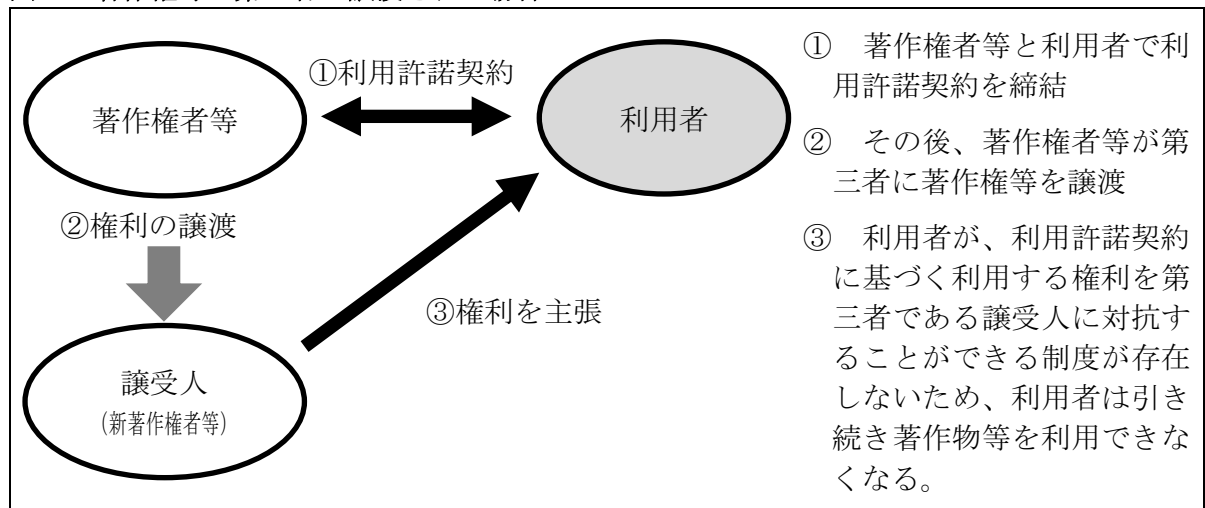 ①利用許諾契約
著作権者等
利用者
②権利の譲渡
③権利を主張
譲受人
(新著作権者等)
① 著作権者等と利用者で利
用許諾契約を締結
② その後、著作権者等が第
三者に著作権等を譲渡
③ 利用者が、利用許諾契約
に基づく利用する権利を第
三者である譲受人に対抗す
ることができる制度が存在
しないため、利用者は引き
続き著作物等を利用できな
くなる。